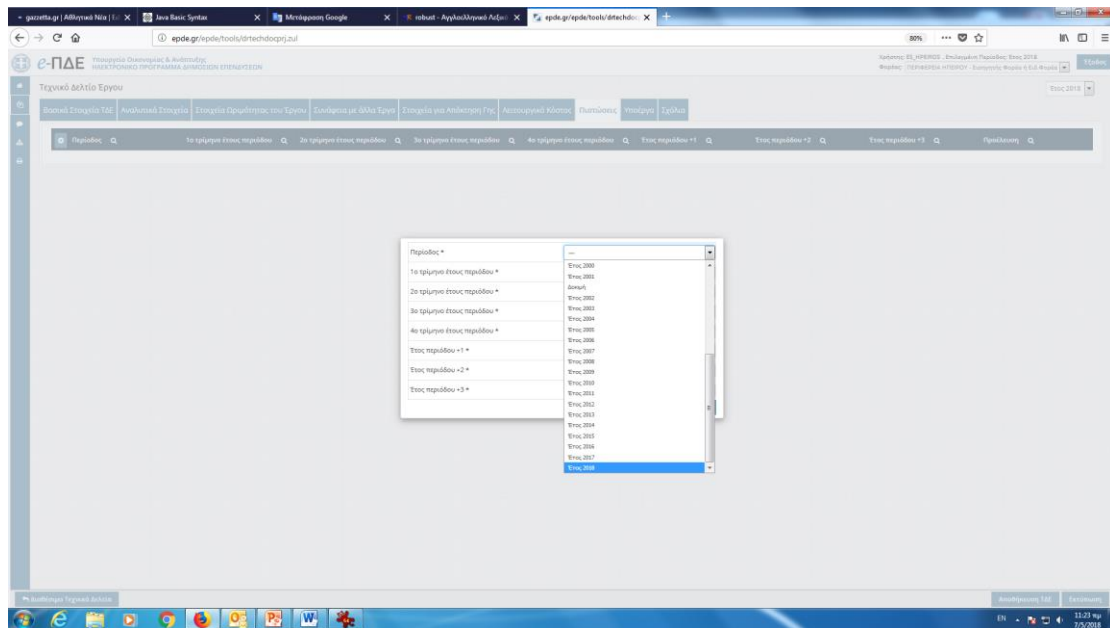 gazzetta.gr | Αθλητικά Νέα |
Java Basic Syntax
Μετάφραση Google
robust - Αγγλοελληνικό Λεξικό
epde.gr/epde/tools/drtechdoc
epde.gr/epde/tools/drtechdocprj.zul
80%
e-ΠΔΕ
Υπουργείο Οικονομίας & Ανάπτυξης
ΗΛΕΚΤΡΟΝΙΚΟ ΠΡΟΓΡΑΜΜΑ ΔΗΜΟΣΙΩΝ ΕΠΕΝΔΥΣΕΩΝ
Έξοδος
Τεχνικό Δελτίο Έργου
Έτος 2018
Βασικά Στοιχεία ΤΔΕ Αναλυτικά Στοιχεία Στοιχεία Ωριμότητας του Έργου Συνάφεια με άλλα Έργα Στοιχεία για Απόκτηση Γης Λειτουργικό Κόστος Πιστώσεις Υποέργα Σχόλια
Περίοδος 1ο τρίμηνο έτους περιόδου 2ο τρίμηνο έτους περιόδου 3ο τρίμηνο έτους περιόδου 4ο τρίμηνο έτους περιόδου Έτος περιόδου +1 Έτος περιόδου +2 Έτος περιόδου +3 Προέλευση
Περίοδος *
1ο τρίμηνο έτους περιόδου *
2ο τρίμηνο έτους περιόδου *
3ο τρίμηνο έτους περιόδου *
4ο τρίμηνο έτους περιόδου *
Έτος περιόδου +1 *
Έτος περιόδου +2 *
Έτος περιόδου +3 *
---
Έτος 2000
Έτος 2001
Δοκιμή
Έτος 2002
Έτος 2003
Έτος 2004
Έτος 2005
Έτος 2006
Έτος 2007
Έτος 2008
Έτος 2009
Έτος 2010
Έτος 2011
Έτος 2012
Έτος 2013
Έτος 2014
Έτος 2015
Έτος 2016
Έτος 2017
Έτος 2018
Διαθέσιμα Τεχνικά Δελτία
Αποθήκευση ΤΔΕ
Εκτύπωση
EN
11:23 πμ
7/5/2018